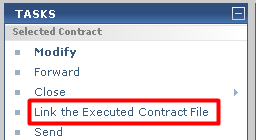 TASKS
Selected Contract
Modify
Forward
Close
Link the Executed Contract File
Send